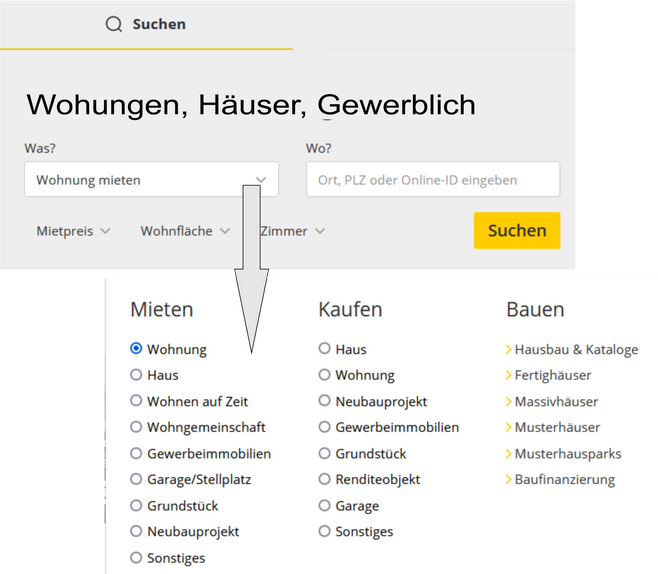 Suchen
Wohungen, Häuser, Gewerblich
Was? Wo?
Wohnung mieten Ort, PLZ oder Online-ID eingeben
Mietpreis Wohnfläche Zimmer Suchen
Mieten Kaufen Bauen
Wohnung Haus Hausbau & Kataloge
Haus Wohnung Fertighäuser
Wohnen auf Zeit Neubauprojekt Massivhäuser
Wohngemeinschaft Gewerbeimmobilien Musterhäuser
Gewerbeimmobilien Grundstück Musterhausparks
Garage/Stellplatz Renditeobjekt Baufinanzierung
Grundstück Garage
Neubauprojekt Sonstiges
Sonstiges